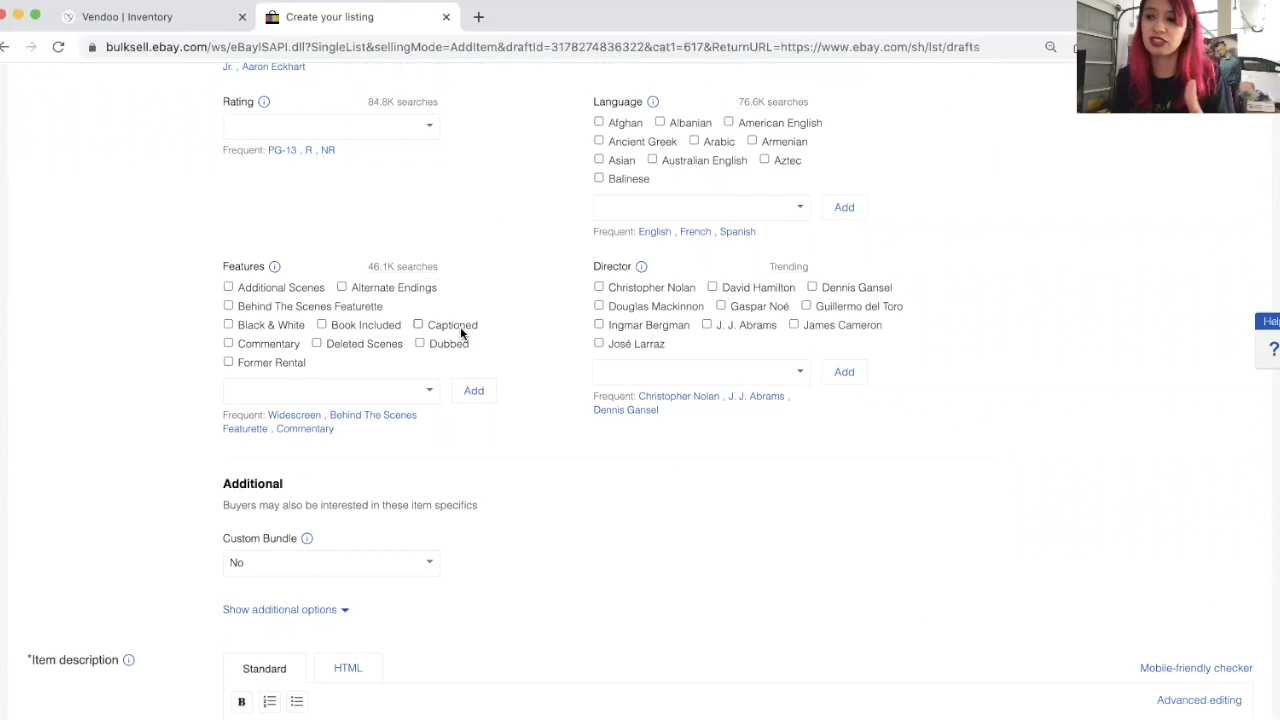 Vendoo | Inventory
Create your listing
bulksell.ebay.com/ws/eBayISAPI.dll?SingleList&sellingMode=AddItem&draftId=3178274836322&cat1=617&ReturnURL=https://www.ebay.com/sh/lst/drafts
Jr. , Aaron Eckhart
Rating 84.8K searches
Frequent: PG-13 , R , NR
Language 76.6K searches
Afghan Albanian American English
Ancient Greek Arabic Armenian
Asian Australian English Aztec
Balinese
Add
Frequent: English , French , Spanish
Features 46.1K searches
Additional Scenes Alternate Endings
Behind The Scenes Featurette
Black & White Book Included Captioned
Commentary Deleted Scenes Dubbed
Former Rental
Add
Frequent: Widescreen , Behind The Scenes
Featurette , Commentary
Director Trending
Christopher Nolan David Hamilton Dennis Gansel
Douglas Mackinnon Gaspar Noé Guillermo del Toro
Ingmar Bergman J. J. Abrams James Cameron
José Larraz
Add
Frequent: Christopher Nolan , J. J. Abrams ,
Dennis Gansel
Help
?
Additional
Buyers may also be interested in these item specifics
Custom Bundle
No
Show additional options
*Item description
Standard HTML
Mobile-friendly checker
B
Advanced editing